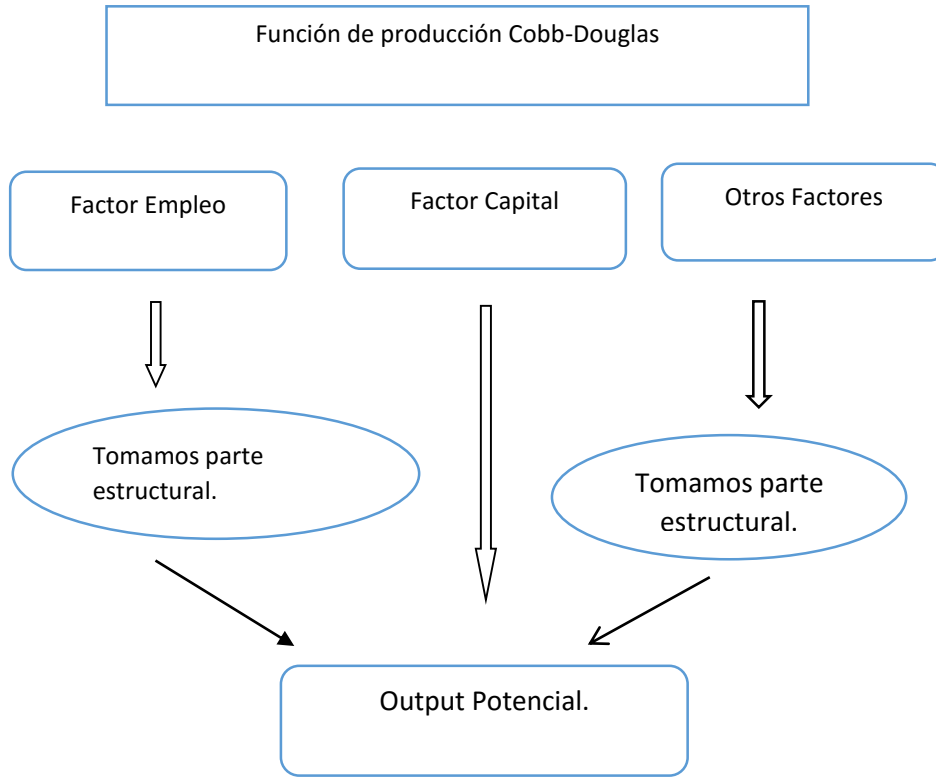 Función de producción Cobb-Douglas
Factor Empleo
Factor Capital
Otros Factores
Tomamos parte
estructural.
Tomamos parte
estructural.
Output Potencial.